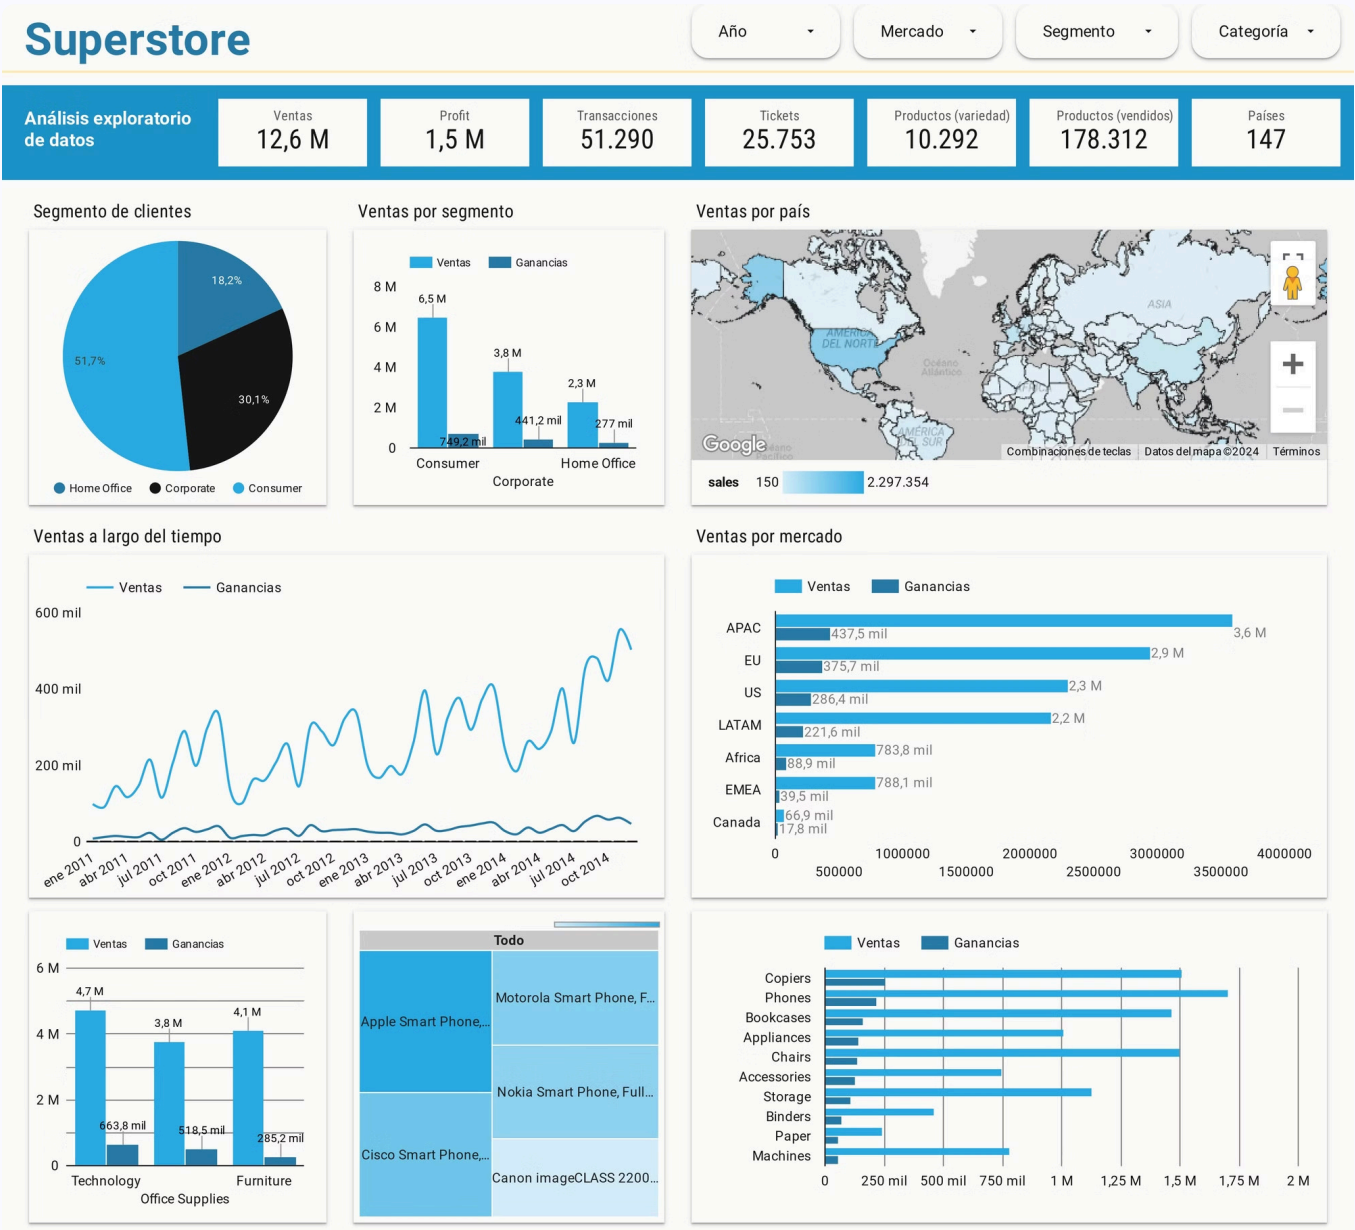 Superstore
Año
Mercado
Segmento
Categoría
Análisis exploratorio
de datos
Ventas
12,6 M
Profit
1,5 M
Transacciones
51.290
Tickets
25.753
Productos (variedad)
10.292
Productos (vendidos)
178.312
Países
147
Segmento de clientes
18,2%
51,7%
30,1%
Home Office
Corporate
Consumer
Ventas por segmento
Ventas
Ganancias
8 M
6,5 M
6 M
3,8 M
4 M
2,3 M
2 M
749,2 mil
441,2 mil
277 mil
0
Consumer
Home Office
Corporate
Ventas por país
ASIA
AMÉRICA
DEL NORTE
Océano
Atlántico
ÁFRICA
AMÉRICA
DEL SUR
Google
Océano
Pacífico
Combinaciones de teclas
Datos del mapa ©2024
Términos
sales
150
2.297.354
Ventas a largo del tiempo
Ventas
Ganancias
600 mil
400 mil
200 mil
0
ene 2011
abr 2011
jul 2011
oct 2011
ene 2012
abr 2012
jul 2012
oct 2012
ene 2013
abr 2013
jul 2013
oct 2013
ene 2014
abr 2014
jul 2014
oct 2014
Ventas por mercado
Ventas
Ganancias
APAC
3,6 M
437,5 mil
EU
2,9 M
375,7 mil
US
2,3 M
286,4 mil
LATAM
2,2 M
221,6 mil
Africa
783,8 mil
88,9 mil
EMEA
788,1 mil
39,5 mil
Canada
66,9 mil
17,8 mil
0
1000000
2000000
3000000
4000000
500000
1500000
2500000
3500000
Ventas
Ganancias
6 M
4,7 M
3,8 M
4,1 M
4 M
2 M
663,8 mil
518,5 mil
285,2 mil
0
Technology
Furniture
Office Supplies
Todo
Apple Smart Phone,...
Motorola Smart Phone, F...
Nokia Smart Phone, Full...
Cisco Smart Phone,...
Canon imageCLASS 2200...
Ventas
Ganancias
Copiers
Phones
Bookcases
Appliances
Chairs
Accessories
Storage
Binders
Paper
Machines
0
250 mil
500 mil
750 mil
1 M
1,25 M
1,5 M
1,75 M
2 M